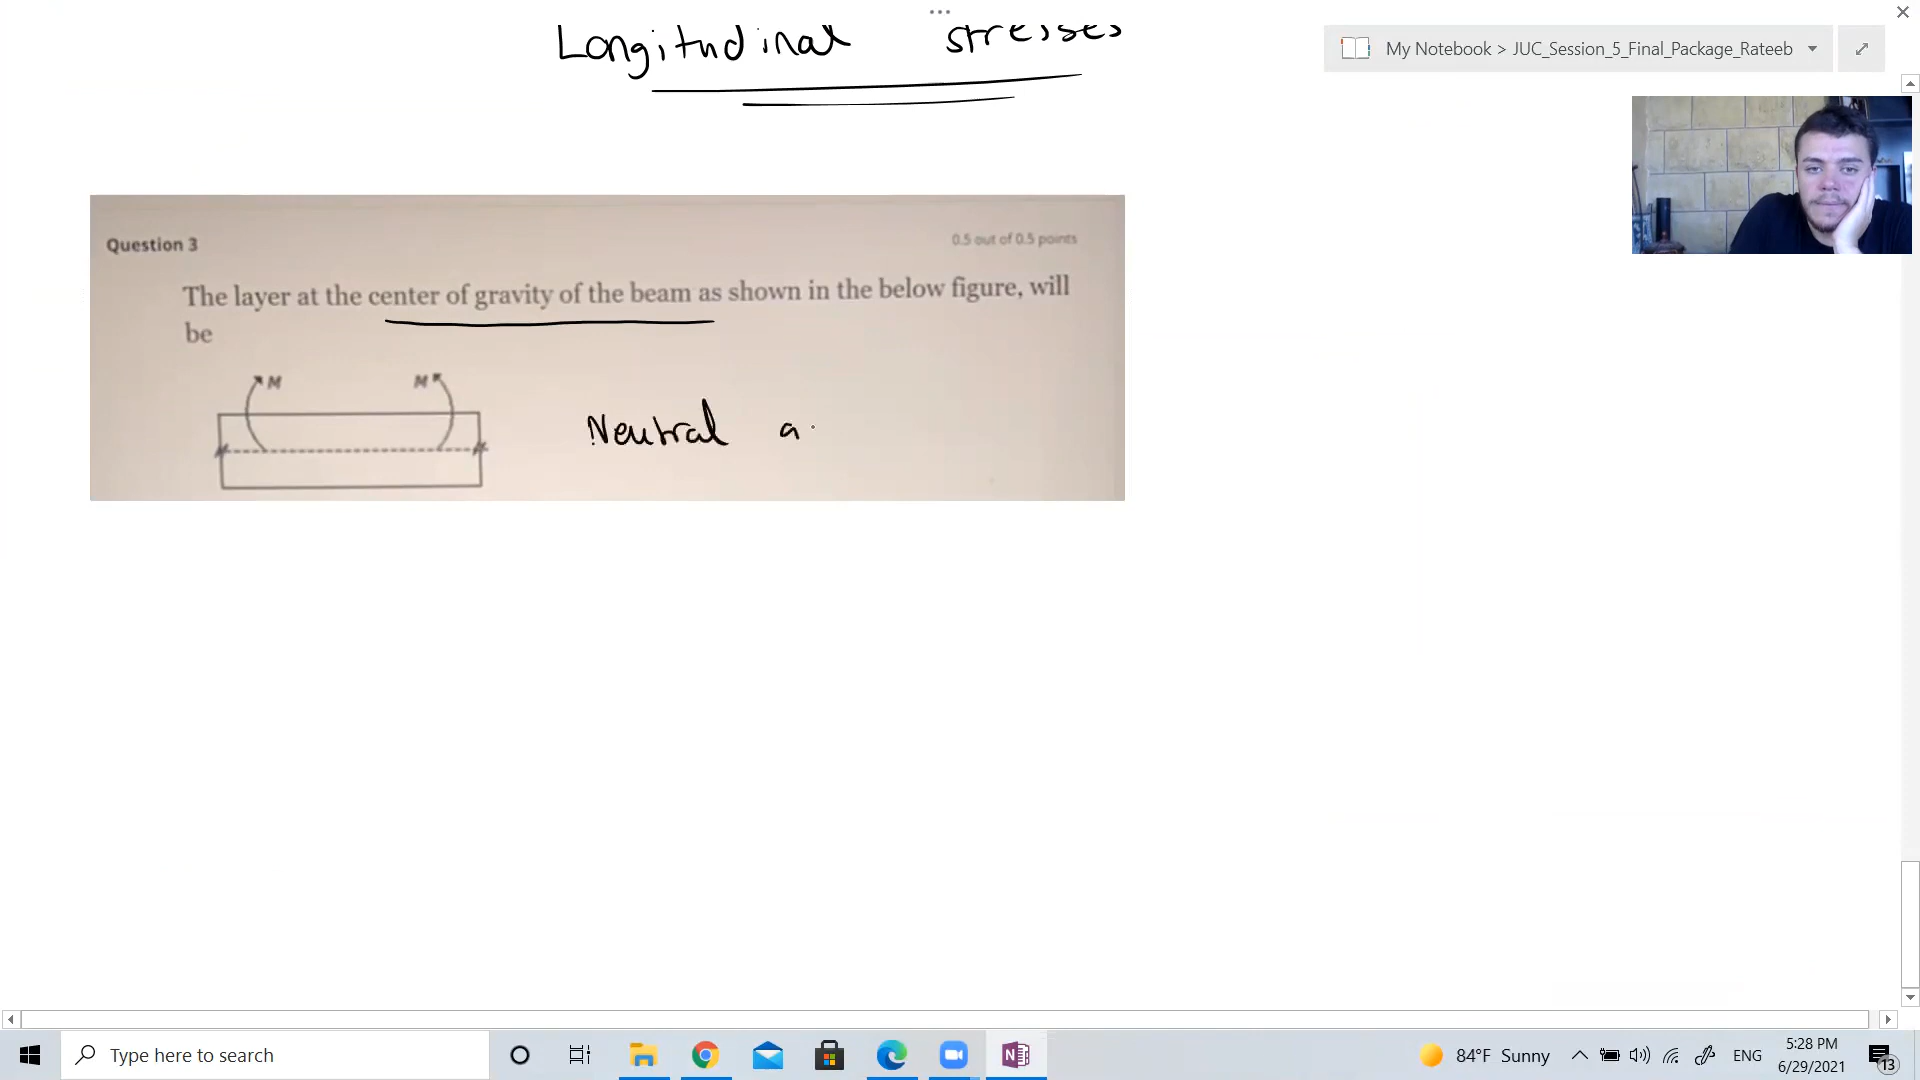 Longitudinal stresses
My Notebook > JUC_Session_5_Final_Package_Rateeb
Question 3
0.5 out of 0.5 points
The layer at the center of gravity of the beam as shown in the below figure, will
be
M M
Neutral a
Type here to search
84°F Sunny
ENG
5:28 PM
6/29/2021
13